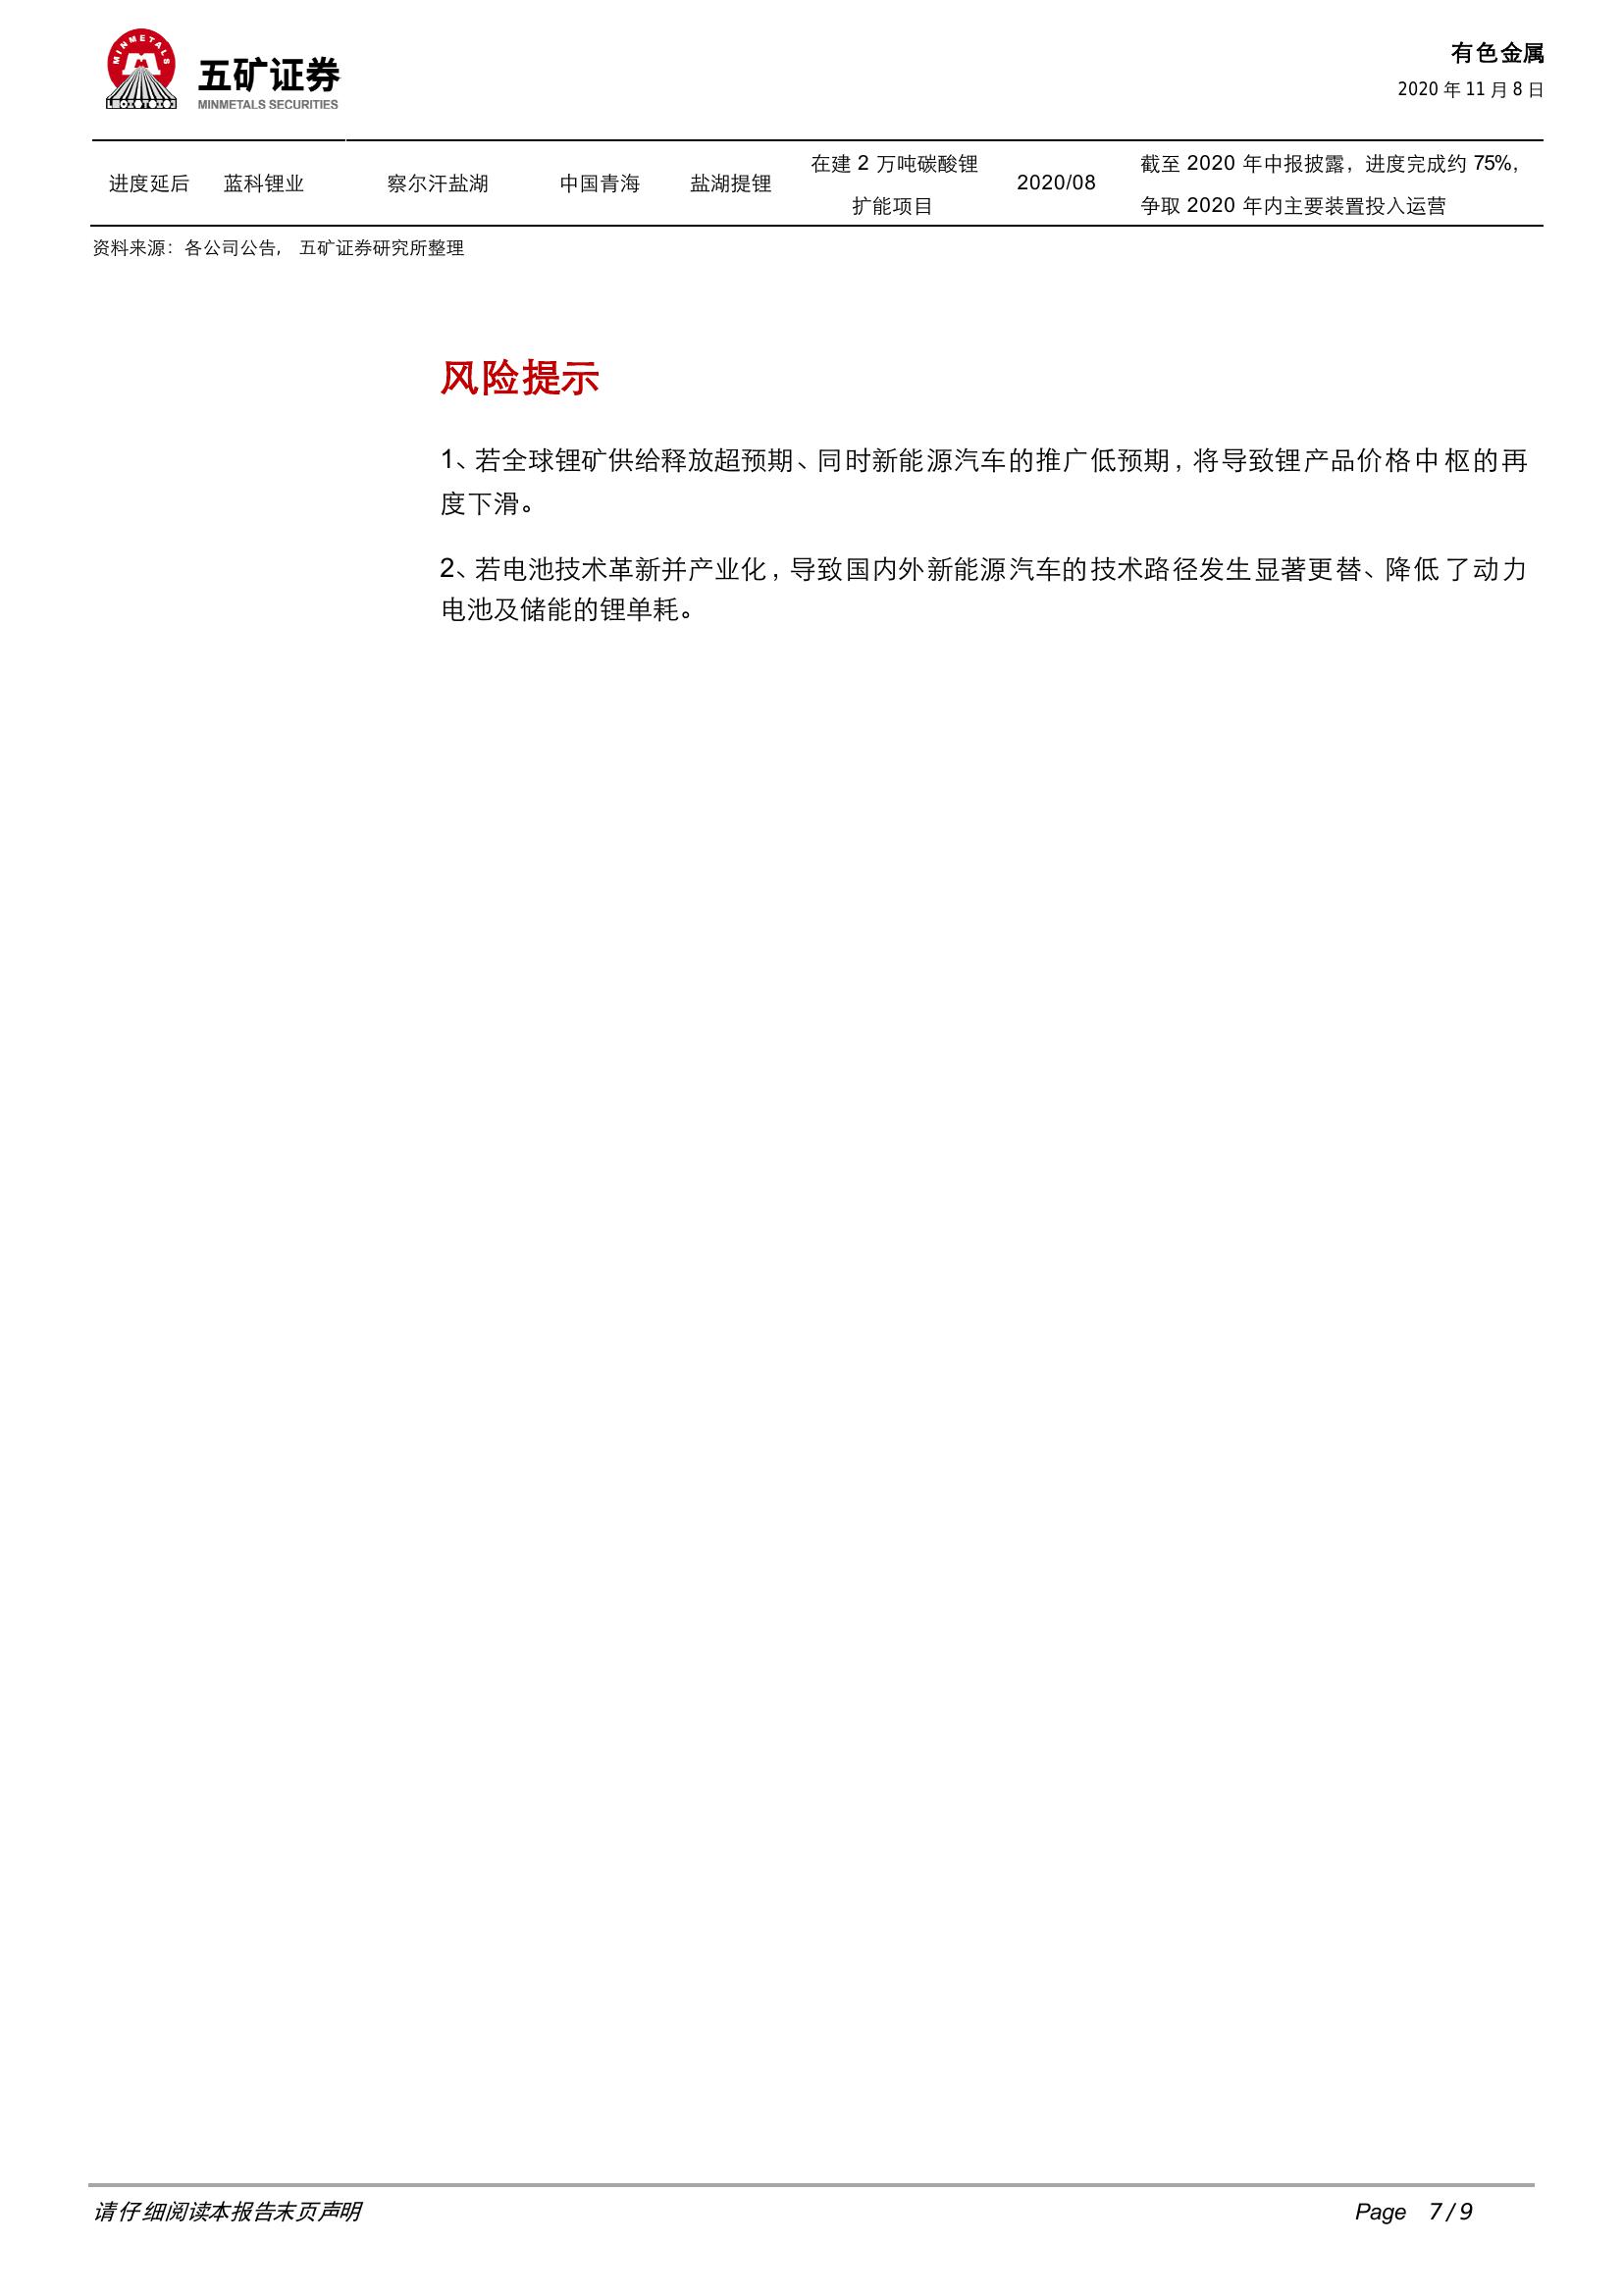 MINMETALS
五矿证券
MINMETALS SECURITIES
有色金属
2020 年 11 月 8 日
进度延后 蓝科锂业 察尔汗盐湖 中国青海 盐湖提锂 在建 2 万吨碳酸锂 2020/08 截至 2020 年中报披露，进度完成约 75%，
扩能项目 争取 2020 年内主要装置投入运营
资料来源：各公司公告， 五矿证券研究所整理
风险提示
1、若全球锂矿供给释放超预期、同时新能源汽车的推广低预期，将导致锂产品价格中枢的再
度下滑。
2、若电池技术革新并产业化，导致国内外新能源汽车的技术路径发生显著更替、降低了动力
电池及储能的锂单耗。
请仔细阅读本报告末页声明
Page 7 / 9